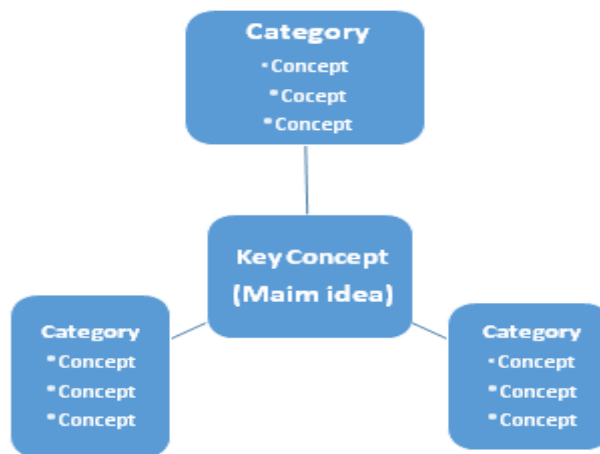 Category
•Concept
*Cocept
*Concept
Key Concept
(Maim idea)
Category
*Concept
*Concept
*Concept
Category
•Concept
*Concept
*Concept